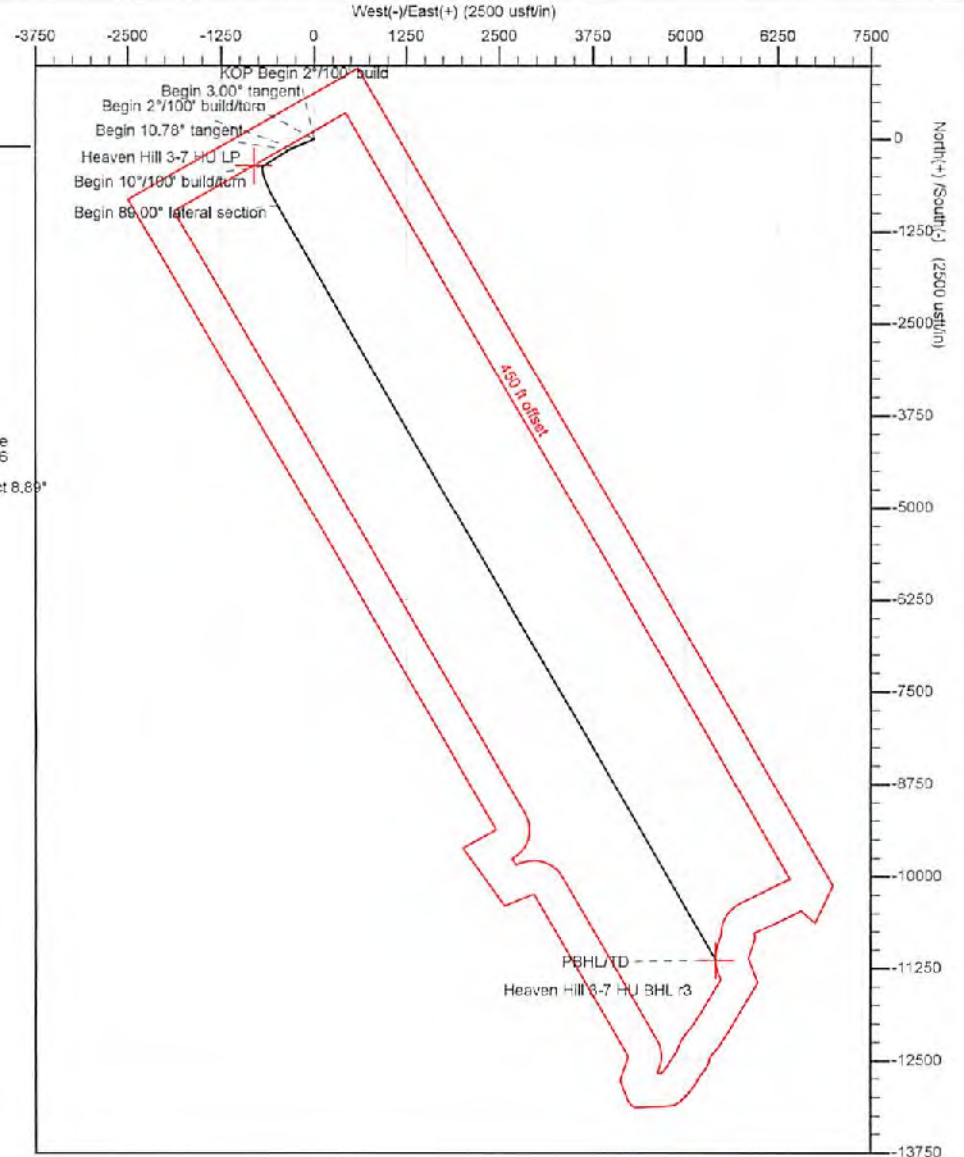 West(-)/East(+) (2500 usft/in)
-3750 -2500 -1250 0 1250 2500 3750 5000 6250 7500
KOP Begin 2°/100' build
Begin 3.00° tangent
Begin 2°/100' build/turn
Begin 10.78° tangent
Heaven Hill 3-7 HU LP
Begin 10°/100' build/turn
Begin 89.00° lateral section
450 ft offset
ct 8.89°
PBHL/TD
Heaven Hill 3-7 HU BHL r3
North(+) /South(-) (2500 usft/in)
0
-1250
-2500
-3750
-5000
-6250
-7500
-8750
-10000
-11250
-12500
-13750